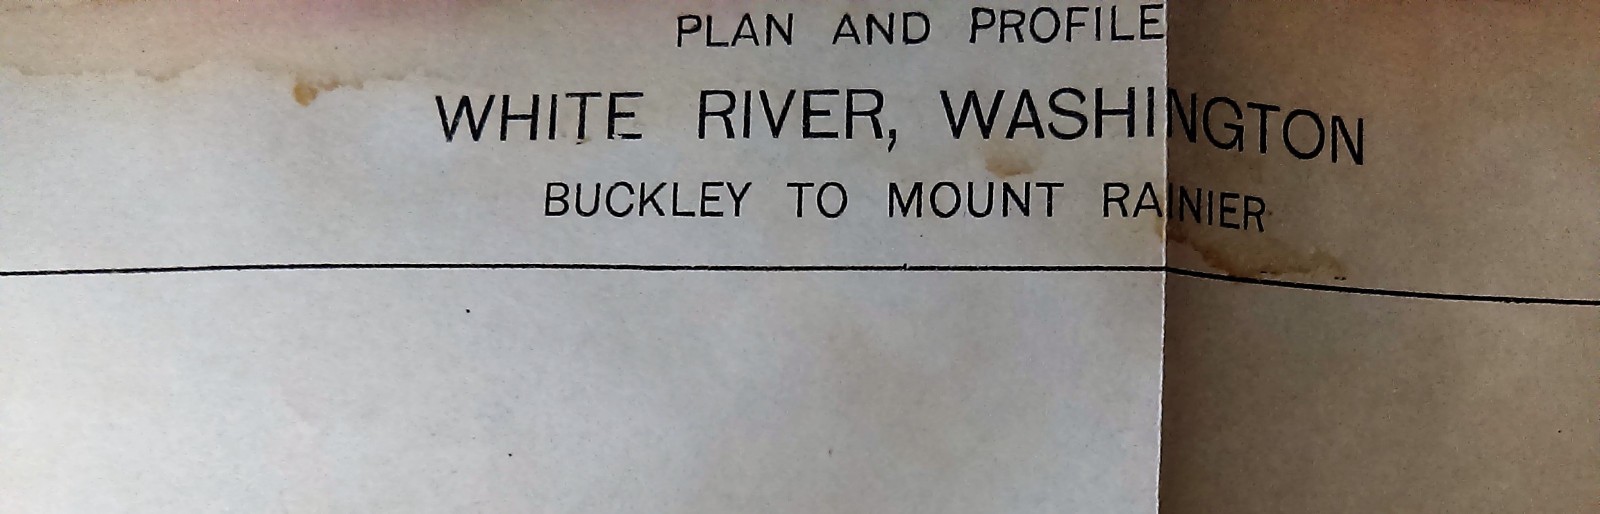 PLAN AND PROFILE
WHITE RIVER, WASHINGTON
BUCKLEY TO MOUNT RAINIER